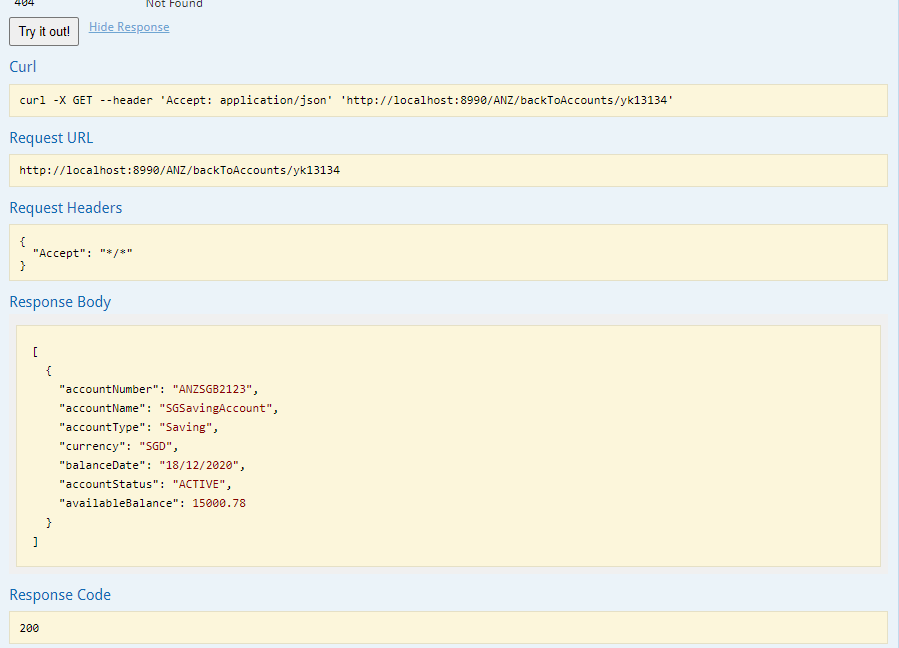 404 Not Found
Try it out! Hide Response
Curl
curl -X GET --header 'Accept: application/json' 'http://localhost:8990/ANZ/backToAccounts/yk13134'
Request URL
http://localhost:8990/ANZ/backToAccounts/yk13134
Request Headers
{
"Accept": "*/*"
}
Response Body
[
{
"accountNumber": "ANZSGB2123",
"accountName": "SGSavingAccount",
"accountType": "Saving",
"currency": "SGD",
"balanceDate": "18/12/2020",
"accountStatus": "ACTIVE",
"availableBalance": 15000.78
}
]
Response Code
200